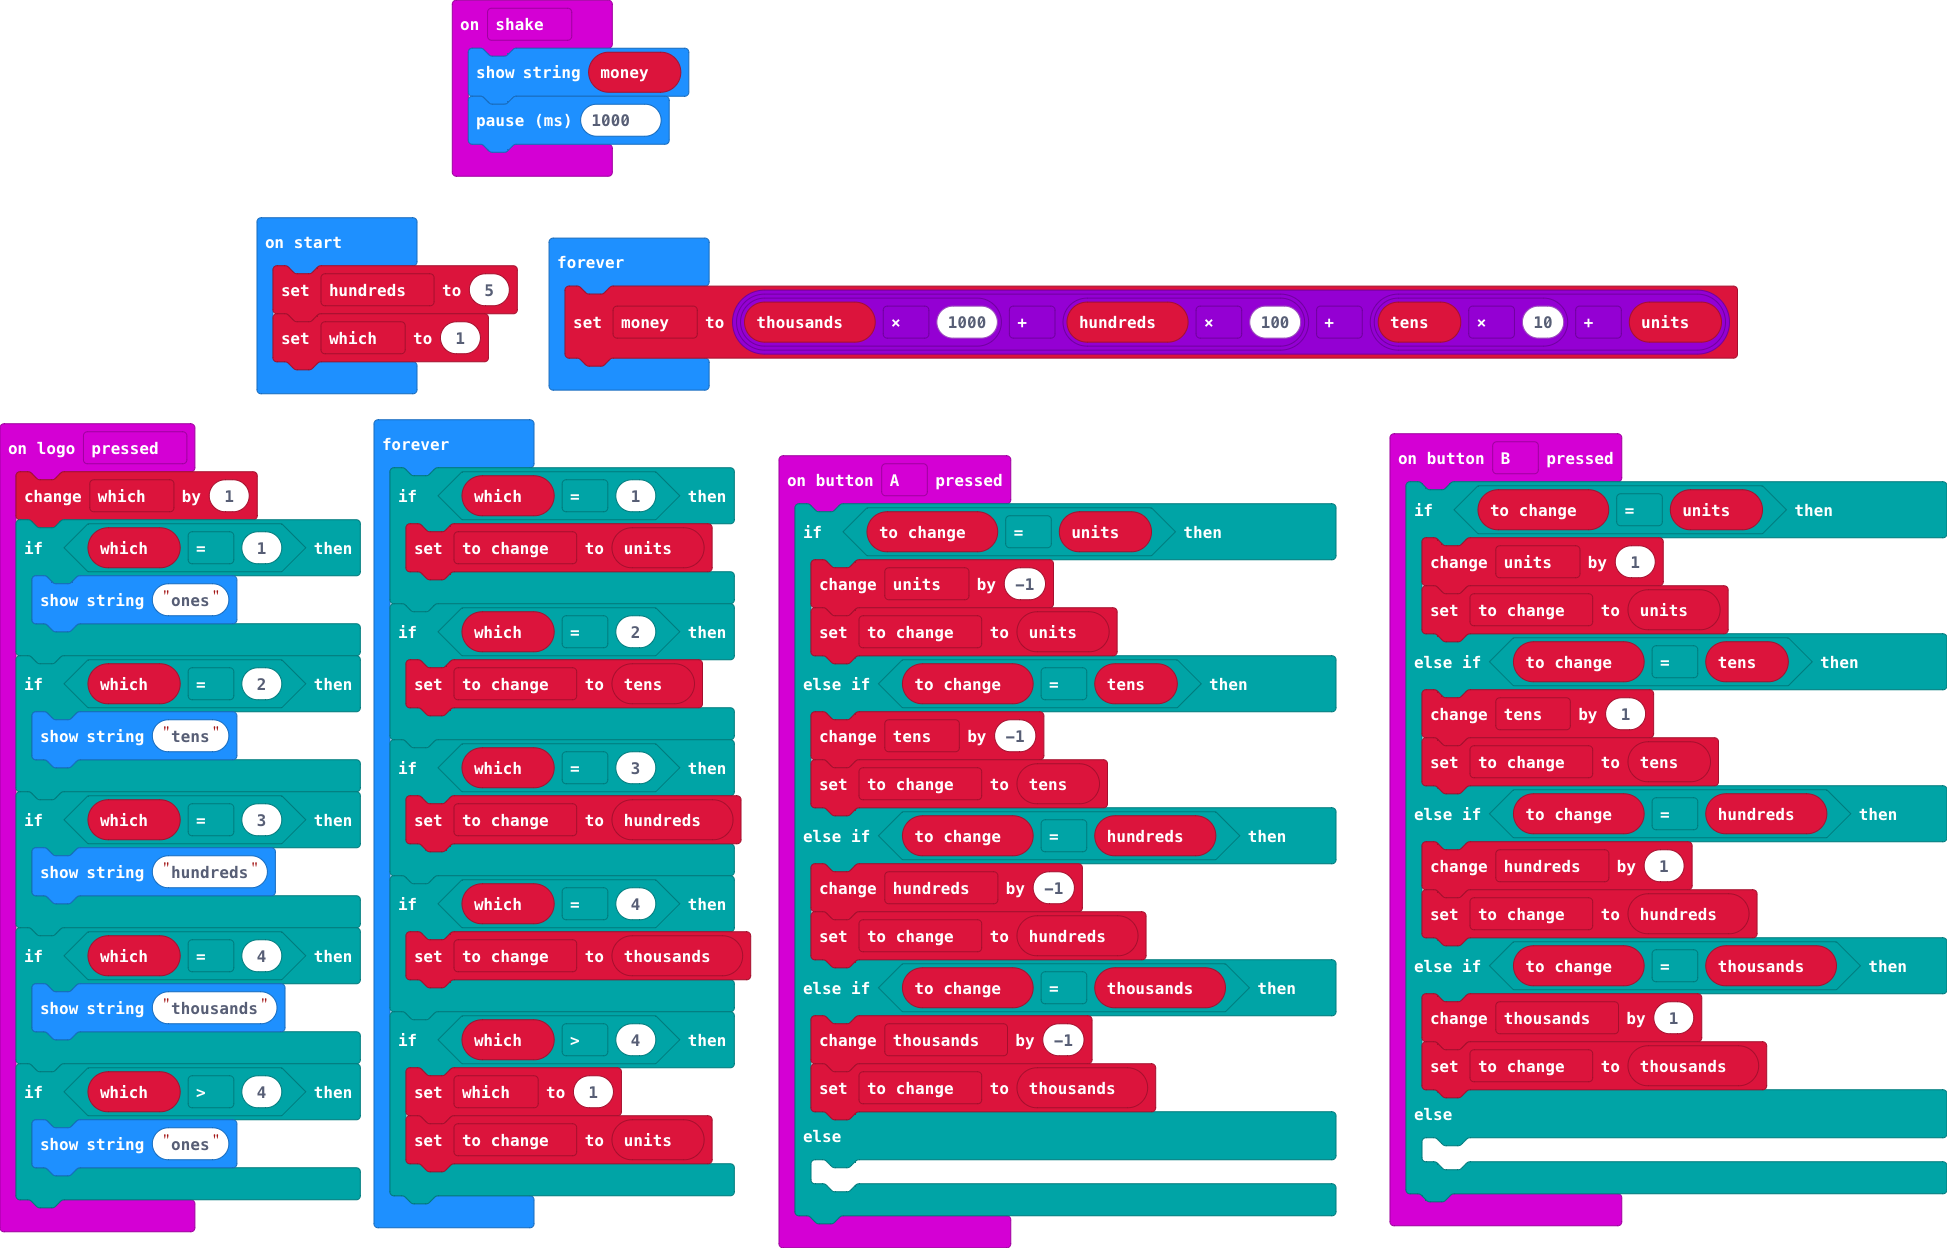 on shake
show string money
pause (ms) 1000
on start
set hundreds to 5
set which to 1
forever
set money to thousands × 1000 + hundreds × 100 + tens × 10 + units
on logo pressed
change which by 1
if which = 1 then
show string "ones"
if which = 2 then
show string "tens"
if which = 3 then
show string "hundreds"
if which = 4 then
show string "thousands"
if which > 4 then
show string "ones"
forever
if which = 1 then
set to change to units
if which = 2 then
set to change to tens
if which = 3 then
set to change to hundreds
if which = 4 then
set to change to thousands
if which > 4 then
set which to 1
set to change to units
on button A pressed
if to change = units then
change units by -1
set to change to units
else if to change = tens then
change tens by -1
set to change to tens
else if to change = hundreds then
change hundreds by -1
set to change to hundreds
else if to change = thousands then
change thousands by -1
set to change to thousands
else
on button B pressed
if to change = units then
change units by 1
set to change to units
else if to change = tens then
change tens by 1
set to change to tens
else if to change = hundreds then
change hundreds by 1
set to change to hundreds
else if to change = thousands then
change thousands by 1
set to change to thousands
else